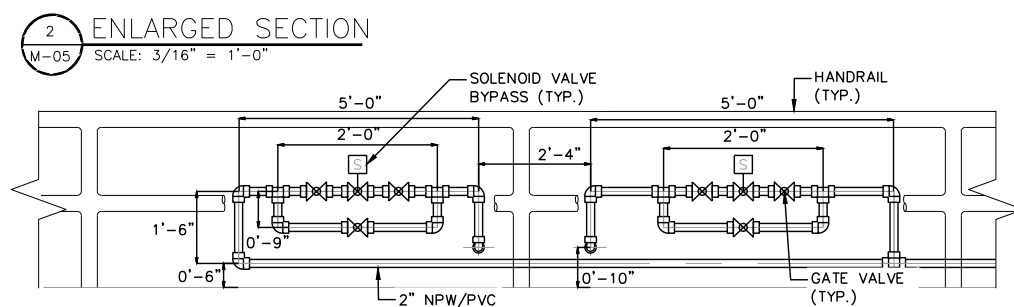 2
M-05
ENLARGED SECTION
SCALE: 3/16" = 1'-0"
SOLENOID VALVE
BYPASS (TYP.)
HANDRAIL
(TYP.)
5'-0"
5'-0"
2'-0"
2'-0"
2'-4"
S
S
1'-6"
0'-9"
0'-6"
0'-10"
2" NPW/PVC
GATE VALVE
(TYP.)